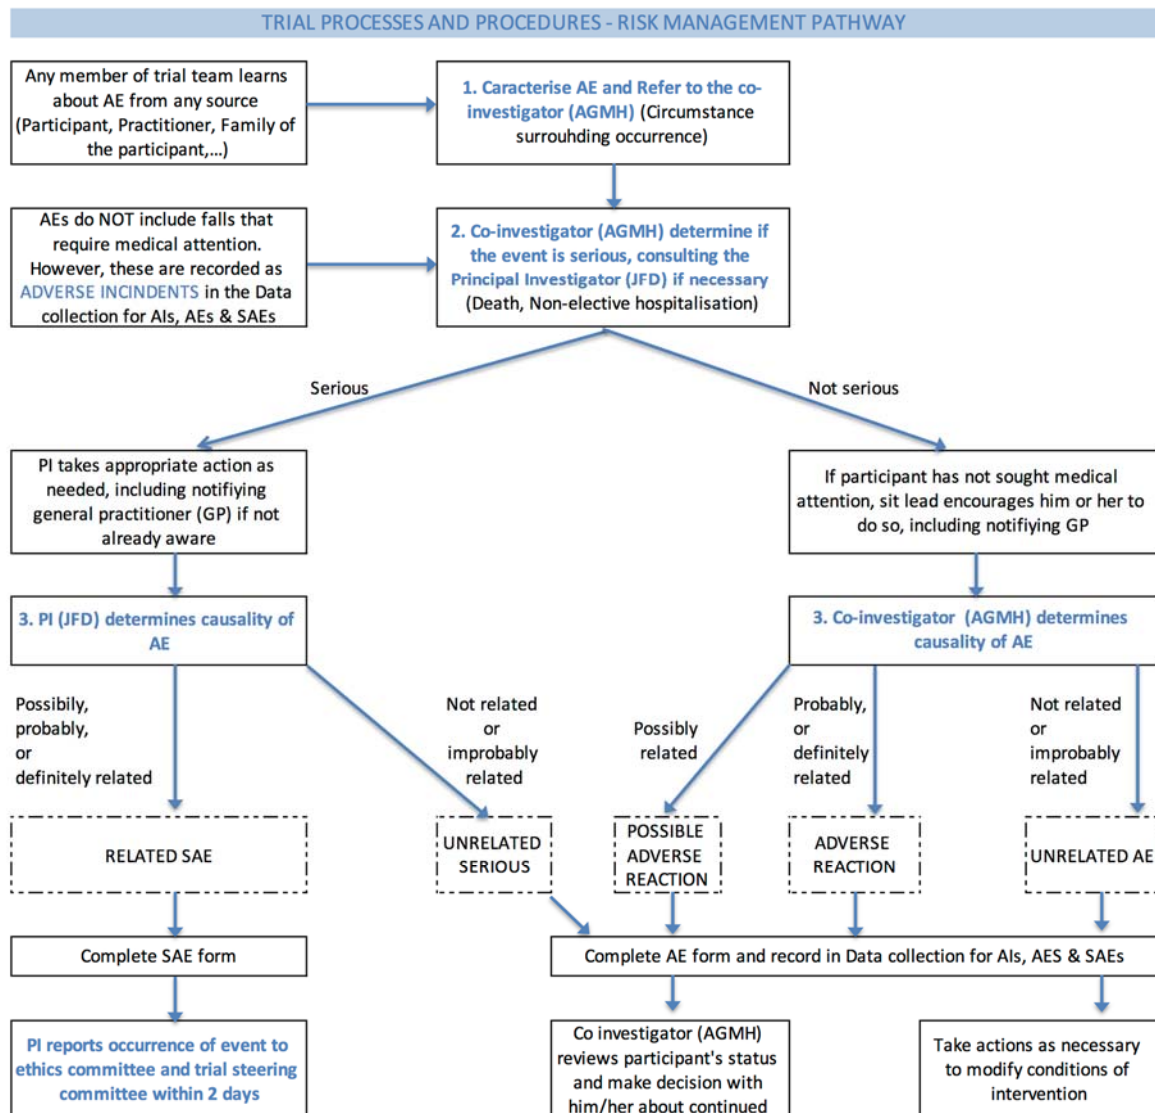 TRIAL PROCESSES AND PROCEDURES - RISK MANAGEMENT PATHWAY
Any member of trial team learns
about AE from any source
(Participant, Practitioner, Family of
the participant,...)
1. Caracterise AE and Refer to the co-
investigator (AGMH) (Circumstance
surrouhding occurrence)
AEs do NOT include falls that
require medical attention.
However, these are recorded as
ADVERSE INCIDENTS in the Data
collection for AIs, AEs & SAEs
2. Co-investigator (AGMH) determine if
the event is serious, consulting the
Principal Investigator (JFD) if necessary
(Death, Non-elective hospitalisation)
Serious
Not serious
PI takes appropriate action as
needed, including notifiying
general practitioner (GP) if not
already aware
If participant has not sought medical
attention, sit lead encourages him or her to
do so, including notifiying GP
3. PI (JFD) determines causality of
AE
3. Co-investigator (AGMH) determines
causality of AE
Possibily,
probably,
or
definitely related
Not related
or
improbably
related
Possibly
related
Probably,
or
definitely
related
Not related
or
improbably
related
RELATED SAE
UNRELATED
SERIOUS
POSSIBLE
ADVERSE
REACTION
ADVERSE
REACTION
UNRELATED AE
Complete SAE form
Complete AE form and record in Data collection for AIs, AES & SAEs
PI reports occurrence of event to
ethics committee and trial steering
committee within 2 days
Co investigator (AGMH)
reviews participant's status
and make decision with
him/her about continued
Take actions as necessary
to modify conditions of
intervention